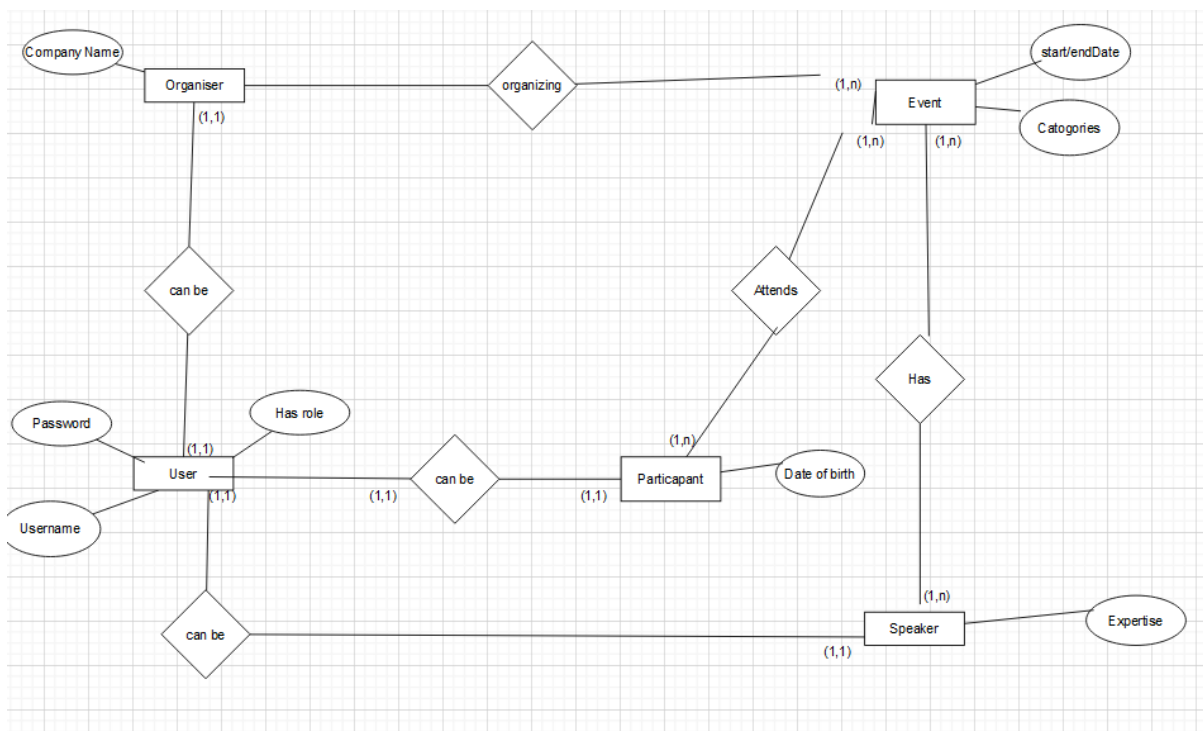 Company Name
Organiser
organizing
start/endDate
(1,n)
Event
(1,1)
Catogories
(1,n)
(1,n)
can be
Attends
Has
Password
Has role
(1,1)
(1,n)
User
can be
Particapant
Date of birth
(1,1)
(1,1)
(1,1)
Username
(1,n)
can be
Speaker
Expertise
(1,1)